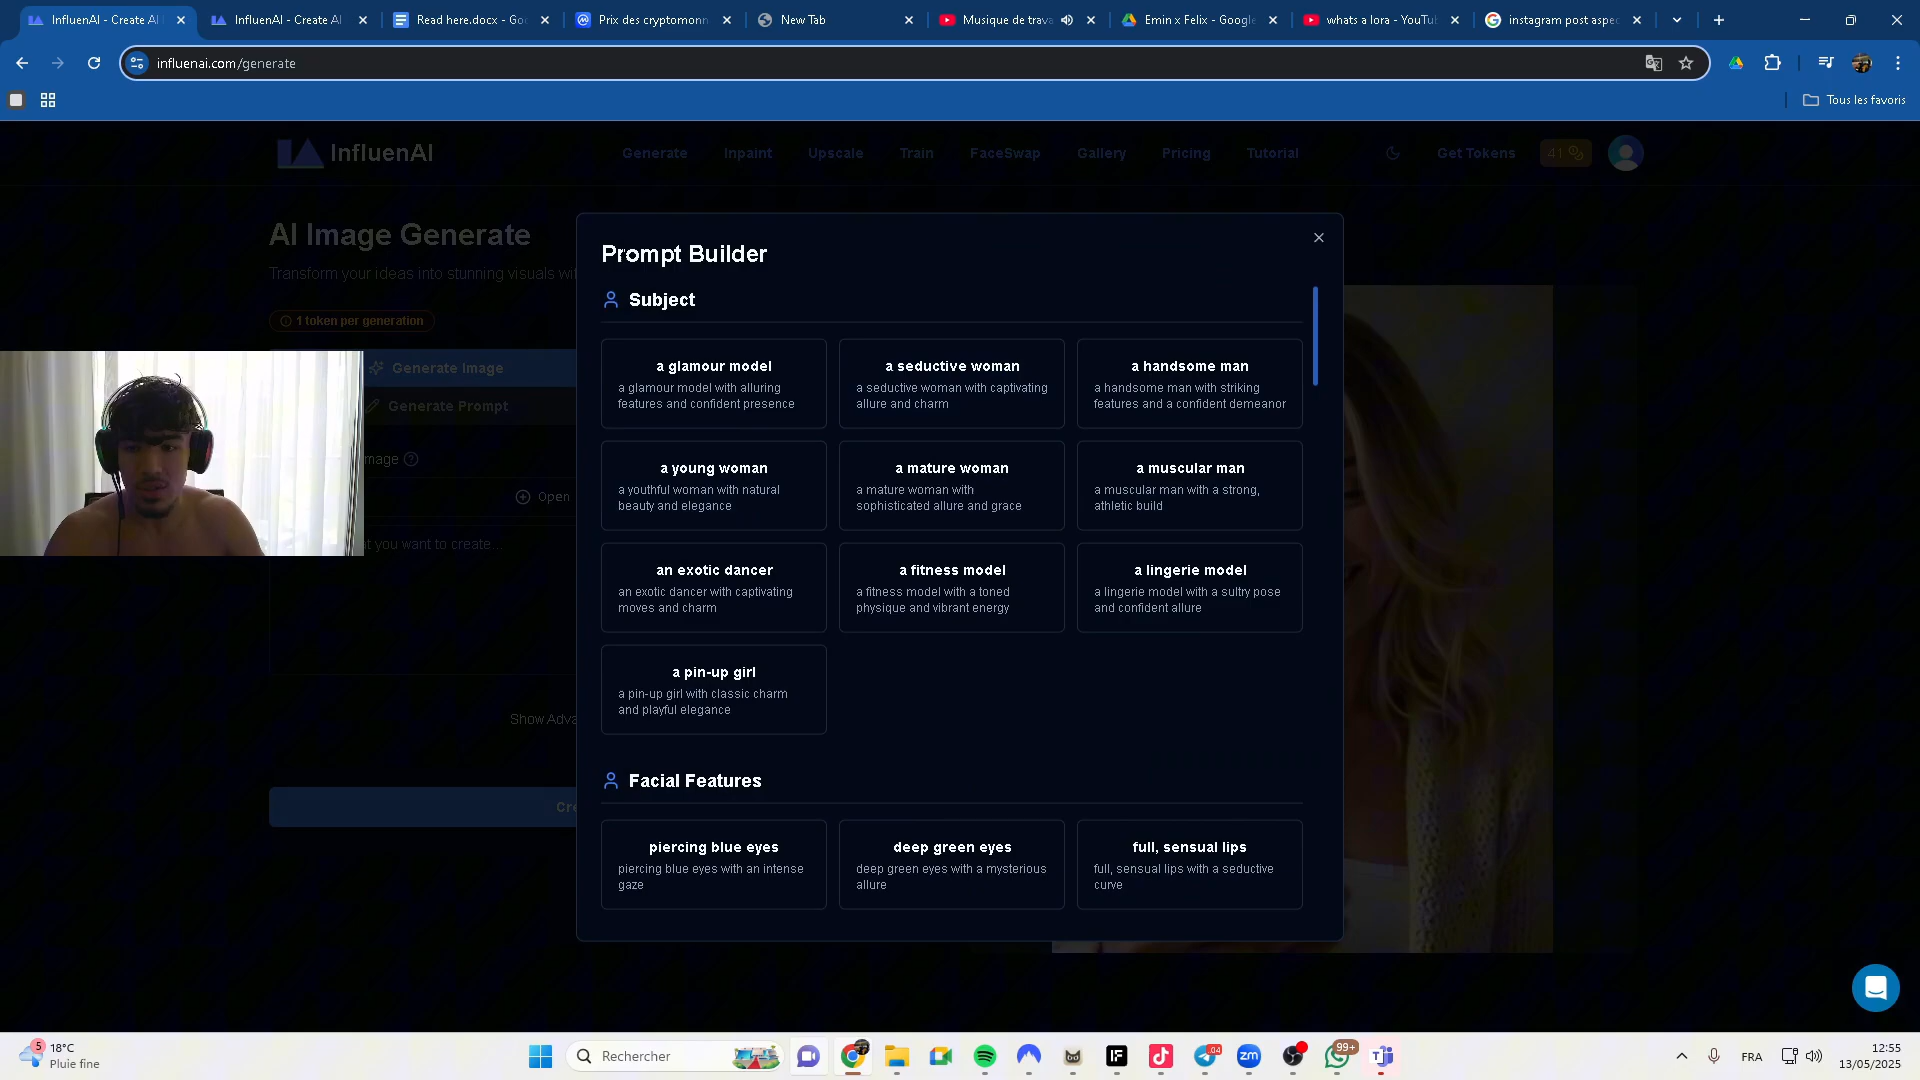 InfluenAI - Create AI
InfluenAI - Create AI
Read here.docx - Goo
Prix des cryptomonn
New Tab
Musique de trava
Emin x Felix - Google
whats a lora - YouTu
instagram post aspec
influenai.com/generate
Tous les favoris
InfluenAI
Generate
Inpaint
Upscale
Train
FaceSwap
Gallery
Pricing
Tutorial
Get Tokens
41
AI Image Generate
Transform your ideas into stunning visuals wi
1 token per generation
Generate Image
Generate Prompt
mage
Open
t you want to create...
Show Adva
Cre
Prompt Builder
Subject
a glamour model
a glamour model with alluring
features and confident presence
a seductive woman
a seductive woman with captivating
allure and charm
a handsome man
a handsome man with striking
features and a confident demeanor
a young woman
a youthful woman with natural
beauty and elegance
a mature woman
a mature woman with
sophisticated allure and grace
a muscular man
a muscular man with a strong,
athletic build
an exotic dancer
an exotic dancer with captivating
moves and charm
a fitness model
a fitness model with a toned
physique and vibrant energy
a lingerie model
a lingerie model with a sultry pose
and confident allure
a pin-up girl
a pin-up girl with classic charm
and playful elegance
Facial Features
piercing blue eyes
piercing blue eyes with an intense
gaze
deep green eyes
deep green eyes with a mysterious
allure
full, sensual lips
full, sensual lips with a seductive
curve
5
18°C
Pluie fine
Rechercher
IF
.04
zm
99+
FRA
12:55
13/05/2025